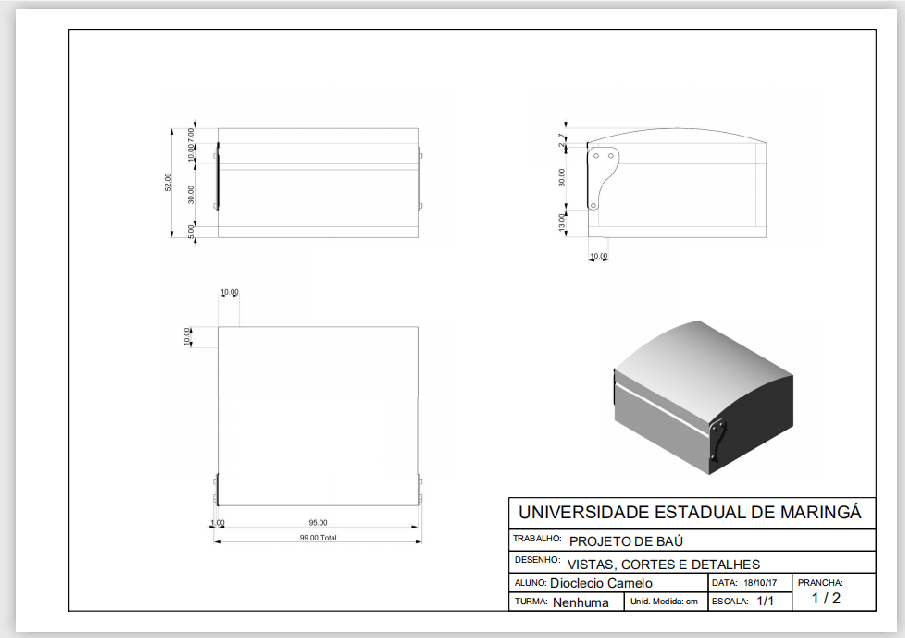 7.00
10.00
52.00
30.00
5.00
2.7
30.00
13.00
10.00
10.00
10.00
1.00
95.00
99.00 Total
UNIVERSIDADE ESTADUAL DE MARINGÁ
TRABALHO: PROJETO DE BAÚ
DESENHO: VISTAS, CORTES E DETALHES
ALUNO: Dioclecio Camelo DATA: 18/10/17 PRANCHA:
TURMA: Nenhuma Unid. Medida: cm ESCALA: 1/1 1 / 2